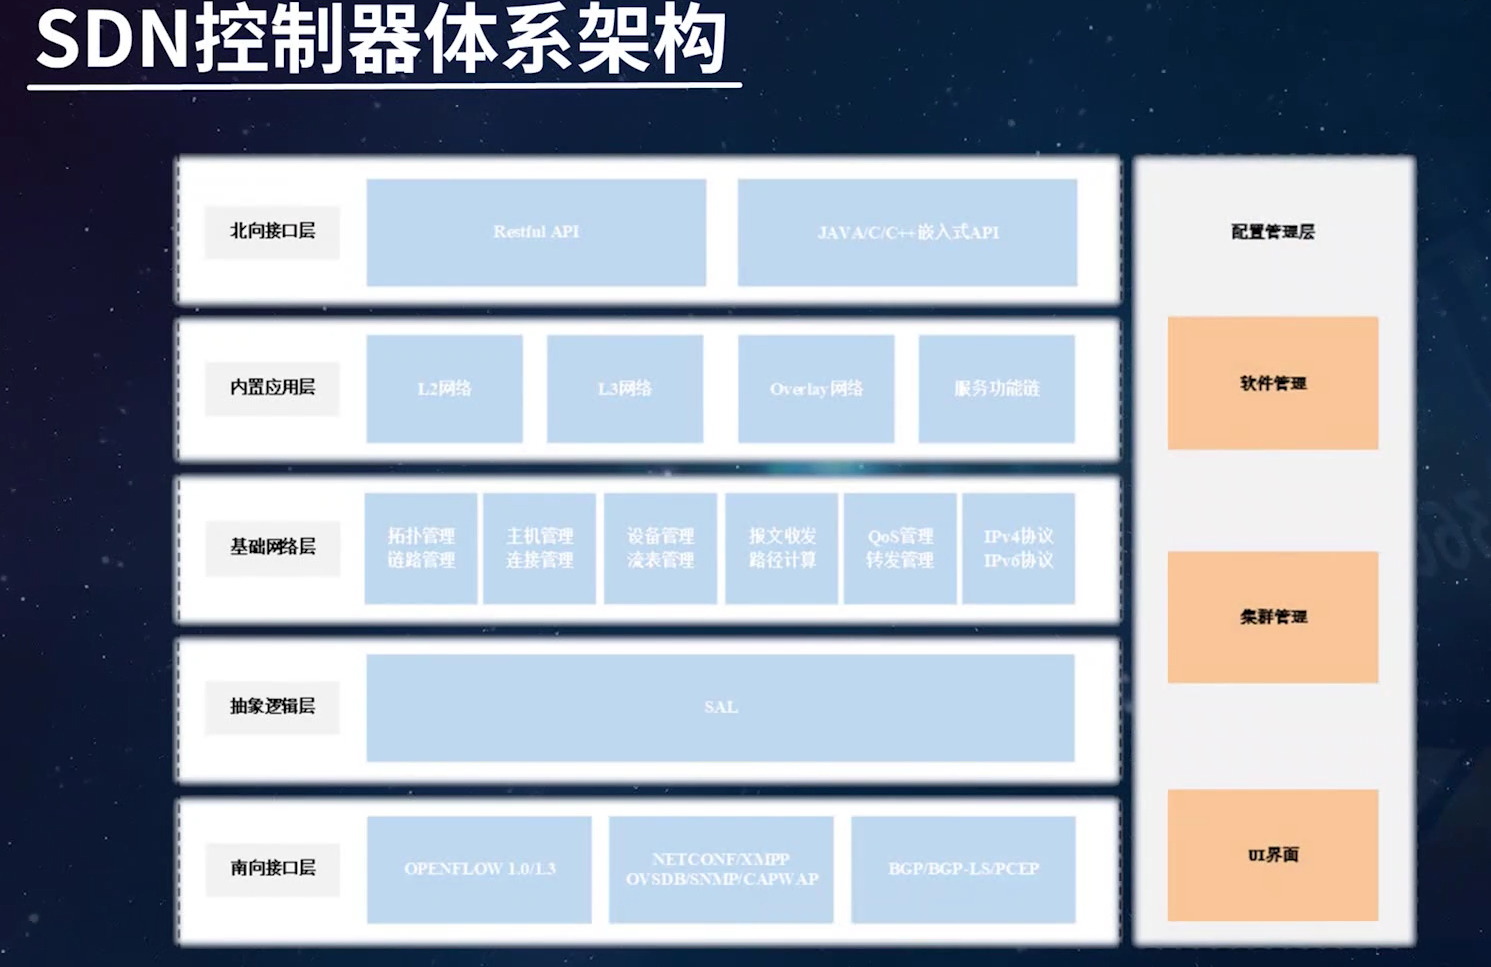 SDN控制器体系架构
北向接口层
Restful API
JAVA/C/C++嵌入式API
内置应用层
L2网络
L3网络
Overlay网络
服务功能链
基础网络层
拓扑管理
链路管理
主机管理
连接管理
设备管理
流表管理
报文收发
路径计算
QoS管理
转发管理
IPv4协议
IPv6协议
抽象逻辑层
SAL
南向接口层
OPENFLOW 1.0/1.3
NETCONF/XMPP
OVSDB/SNMP/CAPWAP
BGP/BGP-LS/PCEP
配置管理层
软件管理
集群管理
UI界面